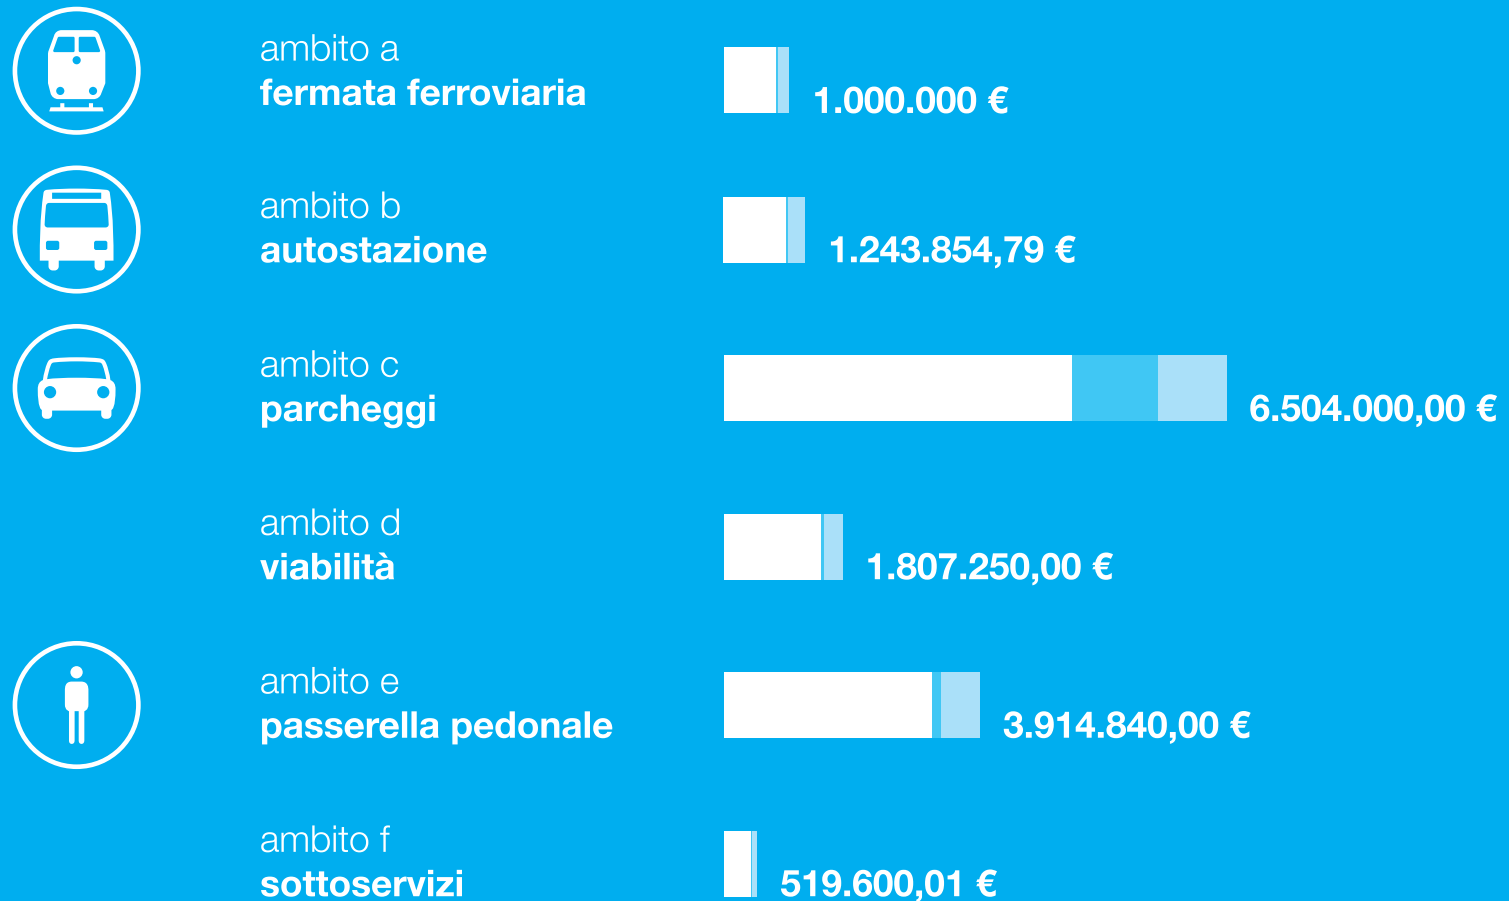 ambito a
fermata ferroviaria
1.000.000 €
ambito b
autostazione
1.243.854,79 €
ambito c
parcheggi
6.504.000,00 €
ambito d
viabilità
1.807.250,00 €
ambito e
passerella pedonale
3.914.840,00 €
ambito f
sottoservizi
519.600,01 €